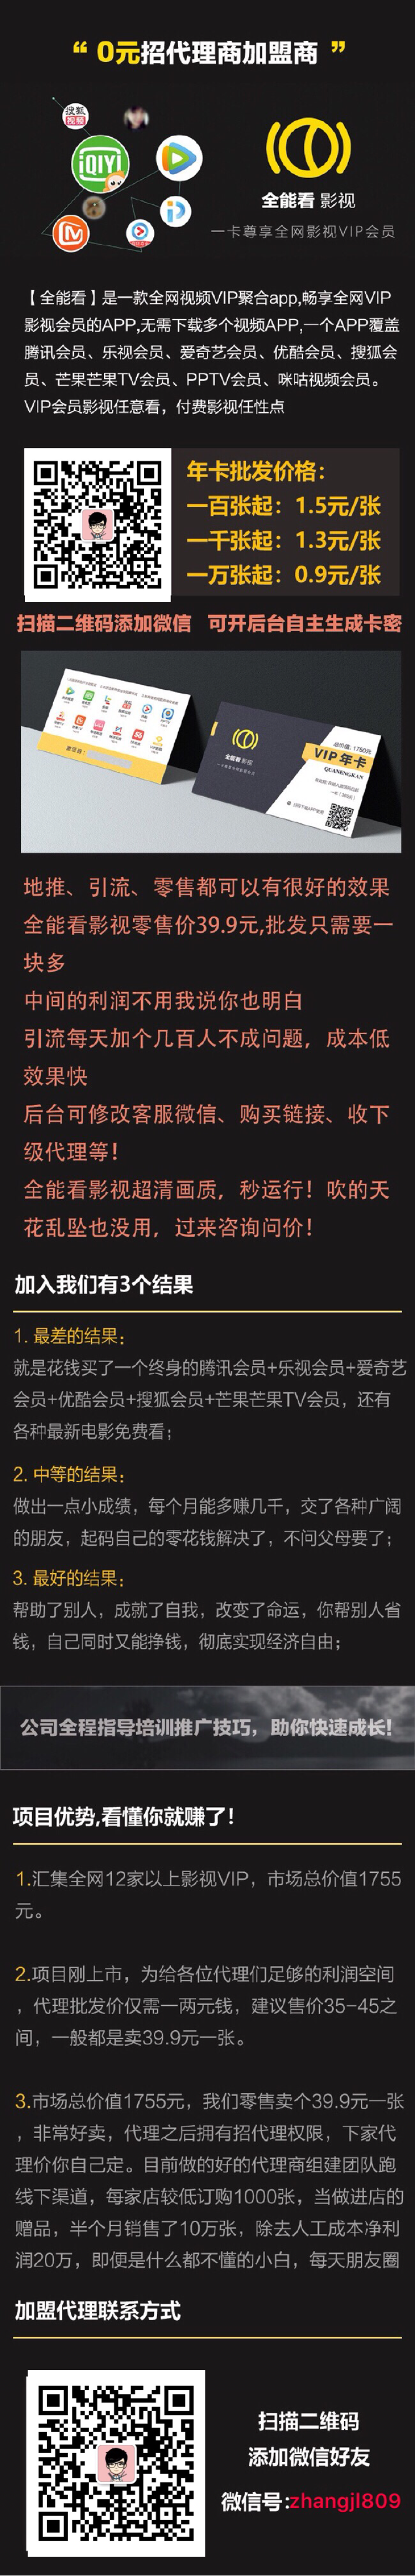 “ 0元招代理商加盟商 ”
搜狐
视频
iQIYI
全能看 影视
一卡尊享全网影视VIP会员
【 全能看 】是一款全网视频VIP聚合app,畅享全网VIP
影视会员的APP,无需下载多个视频APP,一个APP覆盖
腾讯会员、乐视会员、爱奇艺会员、优酷会员、搜狐会
员、芒果芒果TV会员、PPTV会员、咪咕视频会员。
VIP会员影视任意看，付费影视任性点
年卡批发价格：
一百张起：1.5元/张
一千张起：1.3元/张
一万张起：0.9元/张
扫描二维码添加微信 可开后台自主生成卡密
全能看 影视
总价值：1760元
VIP年卡
QUANENGKAN
地推、引流、零售都可以有很好的效果
全能看影视零售价39.9元,批发只需要一
块多
中间的利润不用我说你也明白
引流每天加个几百人不成问题，成本低
效果快
后台可修改客服微信、购买链接、收下
级代理等！
全能看影视超清画质，秒运行！吹的天
花乱坠也没用，过来咨询问价！
加入我们有3个结果
1. 最差的结果：
就是花钱买了一个终身的腾讯会员+乐视会员+爱奇艺
会员+优酷会员+搜狐会员+芒果芒果TV会员，还有
各种最新电影免费看；
2. 中等的结果：
做出一点小成绩，每个月能多赚几千，交了各种广阔
的朋友，起码自己的零花钱解决了，不问父母要了；
3. 最好的结果：
帮助了别人，成就了自我，改变了命运，你帮别人省
钱，自己同时又能挣钱，彻底实现经济自由；
公司全程指导培训推广技巧，助你快速成长!
项目优势,看懂你就赚了！
1.汇集全网12家以上影视VIP，市场总价值1755
元。
2.项目刚上市，为给各位代理们足够的利润空间
，代理批发价仅需一两元钱，建议售价35-45之
间，一般都是卖39.9元一张。
3.市场总价值1755元，我们零售卖个39.9元一张
，非常好卖，代理之后拥有招代理权限，下家代
理价你自己定。目前做的好的代理商组建团队跑
线下渠道，每家店较低订购1000张，当做进店的
赠品，半个月销售了10万张，除去人工成本净利
润20万，即便是什么都不懂的小白，每天朋友圈
加盟代理联系方式
扫描二维码
添加微信好友
微信号:zhangjl809